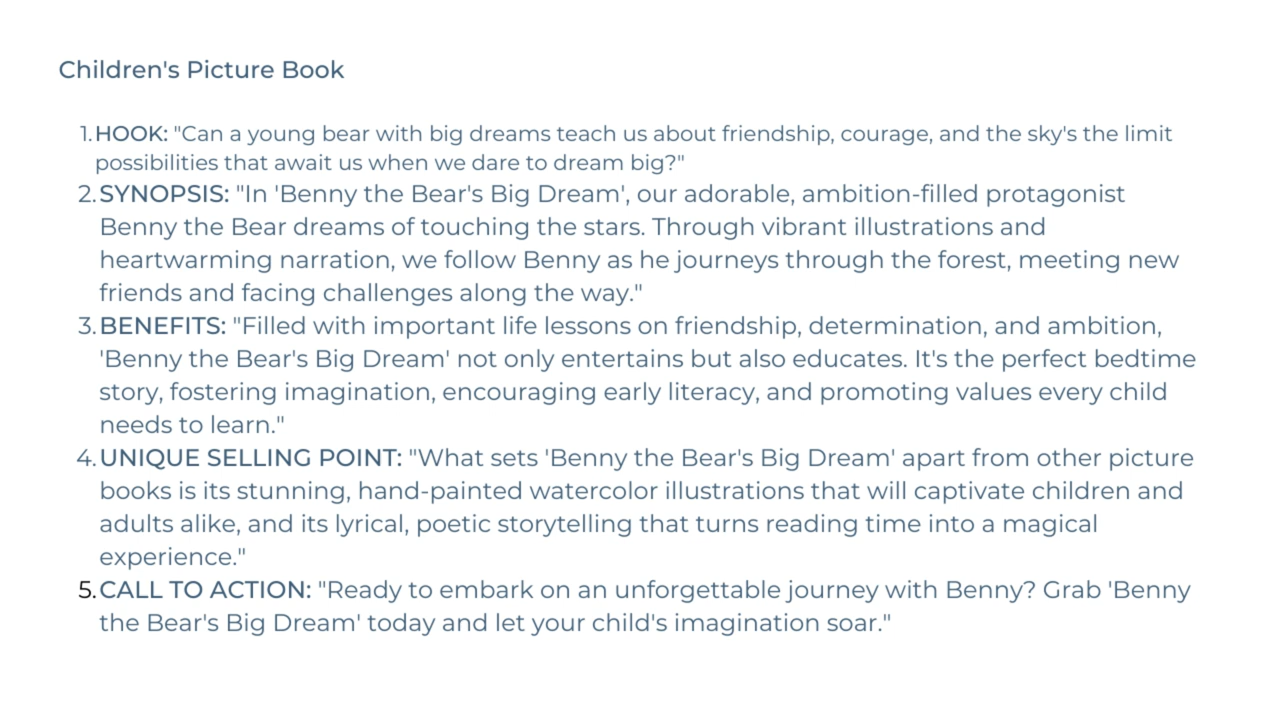 Children's Picture Book
1. HOOK: "Can a young bear with big dreams teach us about friendship, courage, and the sky's the limit
possibilities that await us when we dare to dream big?"
2. SYNOPSIS: "In 'Benny the Bear's Big Dream', our adorable, ambition-filled protagonist
Benny the Bear dreams of touching the stars. Through vibrant illustrations and
heartwarming narration, we follow Benny as he journeys through the forest, meeting new
friends and facing challenges along the way."
3. BENEFITS: "Filled with important life lessons on friendship, determination, and ambition,
'Benny the Bear's Big Dream' not only entertains but also educates. It's the perfect bedtime
story, fostering imagination, encouraging early literacy, and promoting values every child
needs to learn."
4. UNIQUE SELLING POINT: "What sets 'Benny the Bear's Big Dream' apart from other picture
books is its stunning, hand-painted watercolor illustrations that will captivate children and
adults alike, and its lyrical, poetic storytelling that turns reading time into a magical
experience."
5. CALL TO ACTION: "Ready to embark on an unforgettable journey with Benny? Grab 'Benny
the Bear's Big Dream' today and let your child's imagination soar."